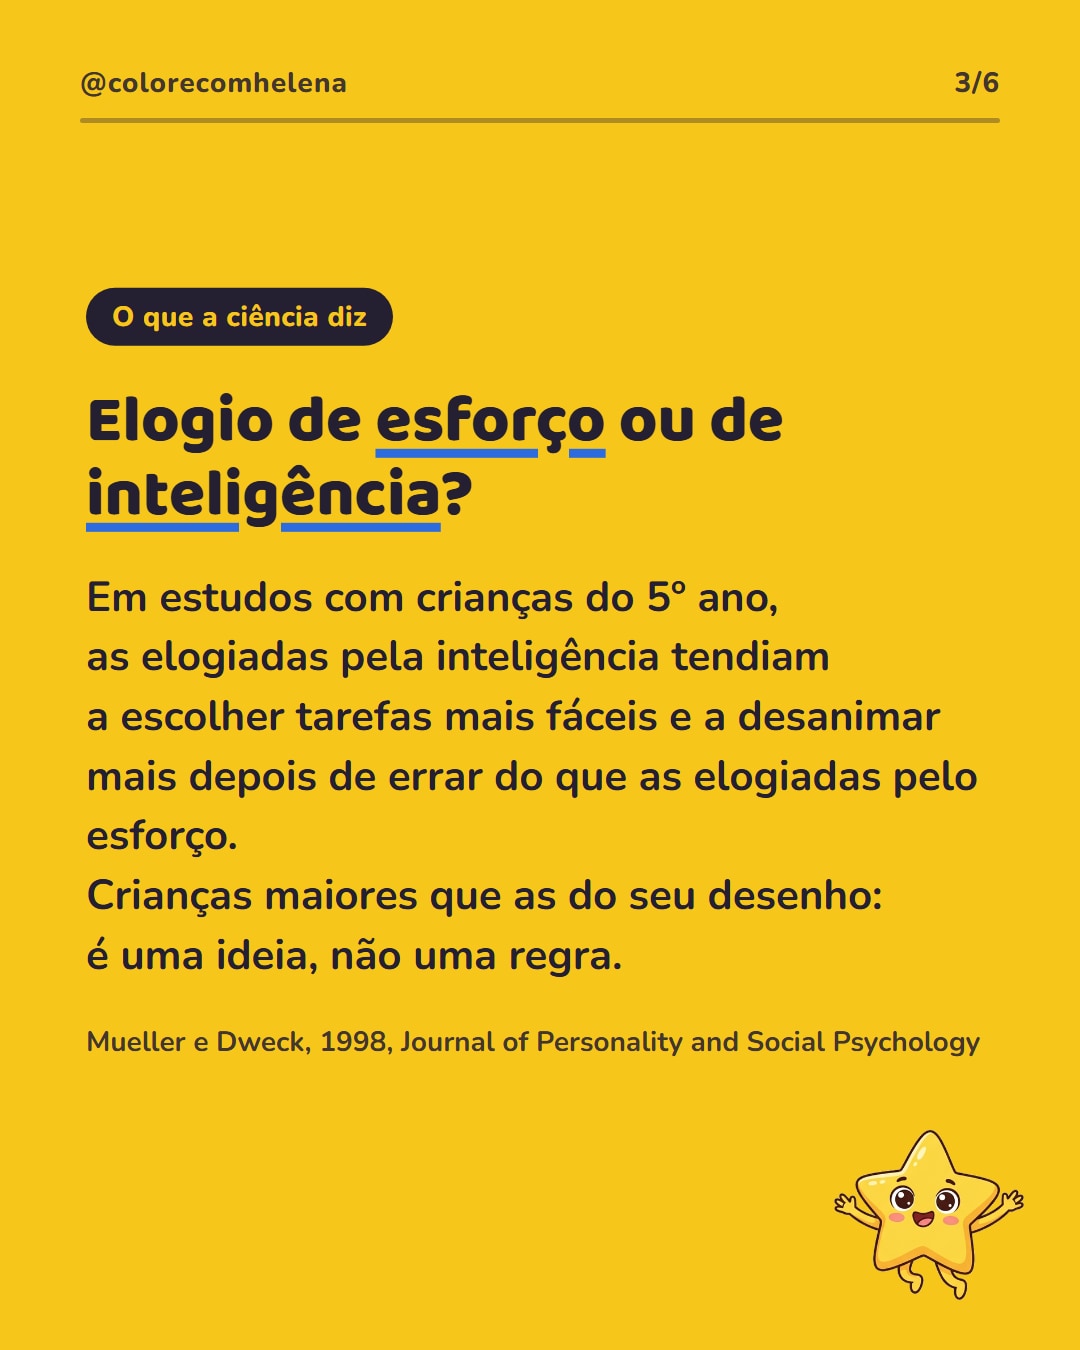 @colorecomhelena
3/6
O que a ciência diz
Elogio de esforço ou de
inteligência?
Em estudos com crianças do 5º ano,
as elogiadas pela inteligência tendiam
a escolher tarefas mais fáceis e a desanimar
mais depois de errar do que as elogiadas pelo
esforço.
Crianças maiores que as do seu desenho:
é uma ideia, não uma regra.
Mueller e Dweck, 1998, Journal of Personality and Social Psychology